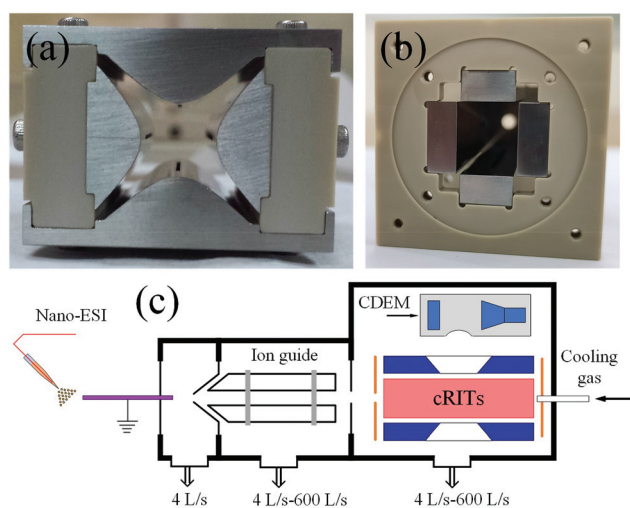 (a)
(b)
(c)
Nano-ESI
Ion guide
CDEM
cRITs
Cooling
gas
4 L/s
4 L/s-600 L/s
4 L/s-600 L/s